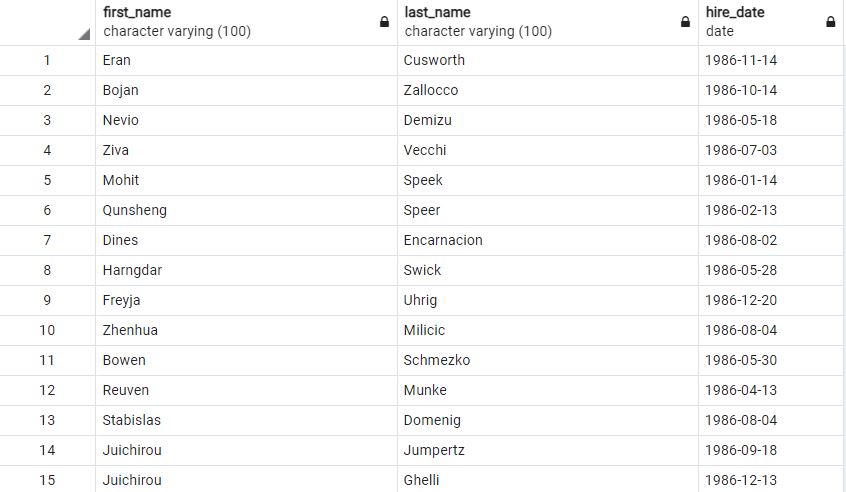 first_name last_name hire_date
character varying (100) character varying (100) date
1 Eran Cusworth 1986-11-14
2 Bojan Zallocco 1986-10-14
3 Nevio Demizu 1986-05-18
4 Ziva Vecchi 1986-07-03
5 Mohit Speek 1986-01-14
6 Qunsheng Speer 1986-02-13
7 Dines Encarnacion 1986-08-02
8 Harngdar Swick 1986-05-28
9 Freyja Uhrig 1986-12-20
10 Zhenhua Milicic 1986-08-04
11 Bowen Schmezko 1986-05-30
12 Reuven Munke 1986-04-13
13 Stabislas Domenig 1986-08-04
14 Juichirou Jumpertz 1986-09-18
15 Juichirou Ghelli 1986-12-13